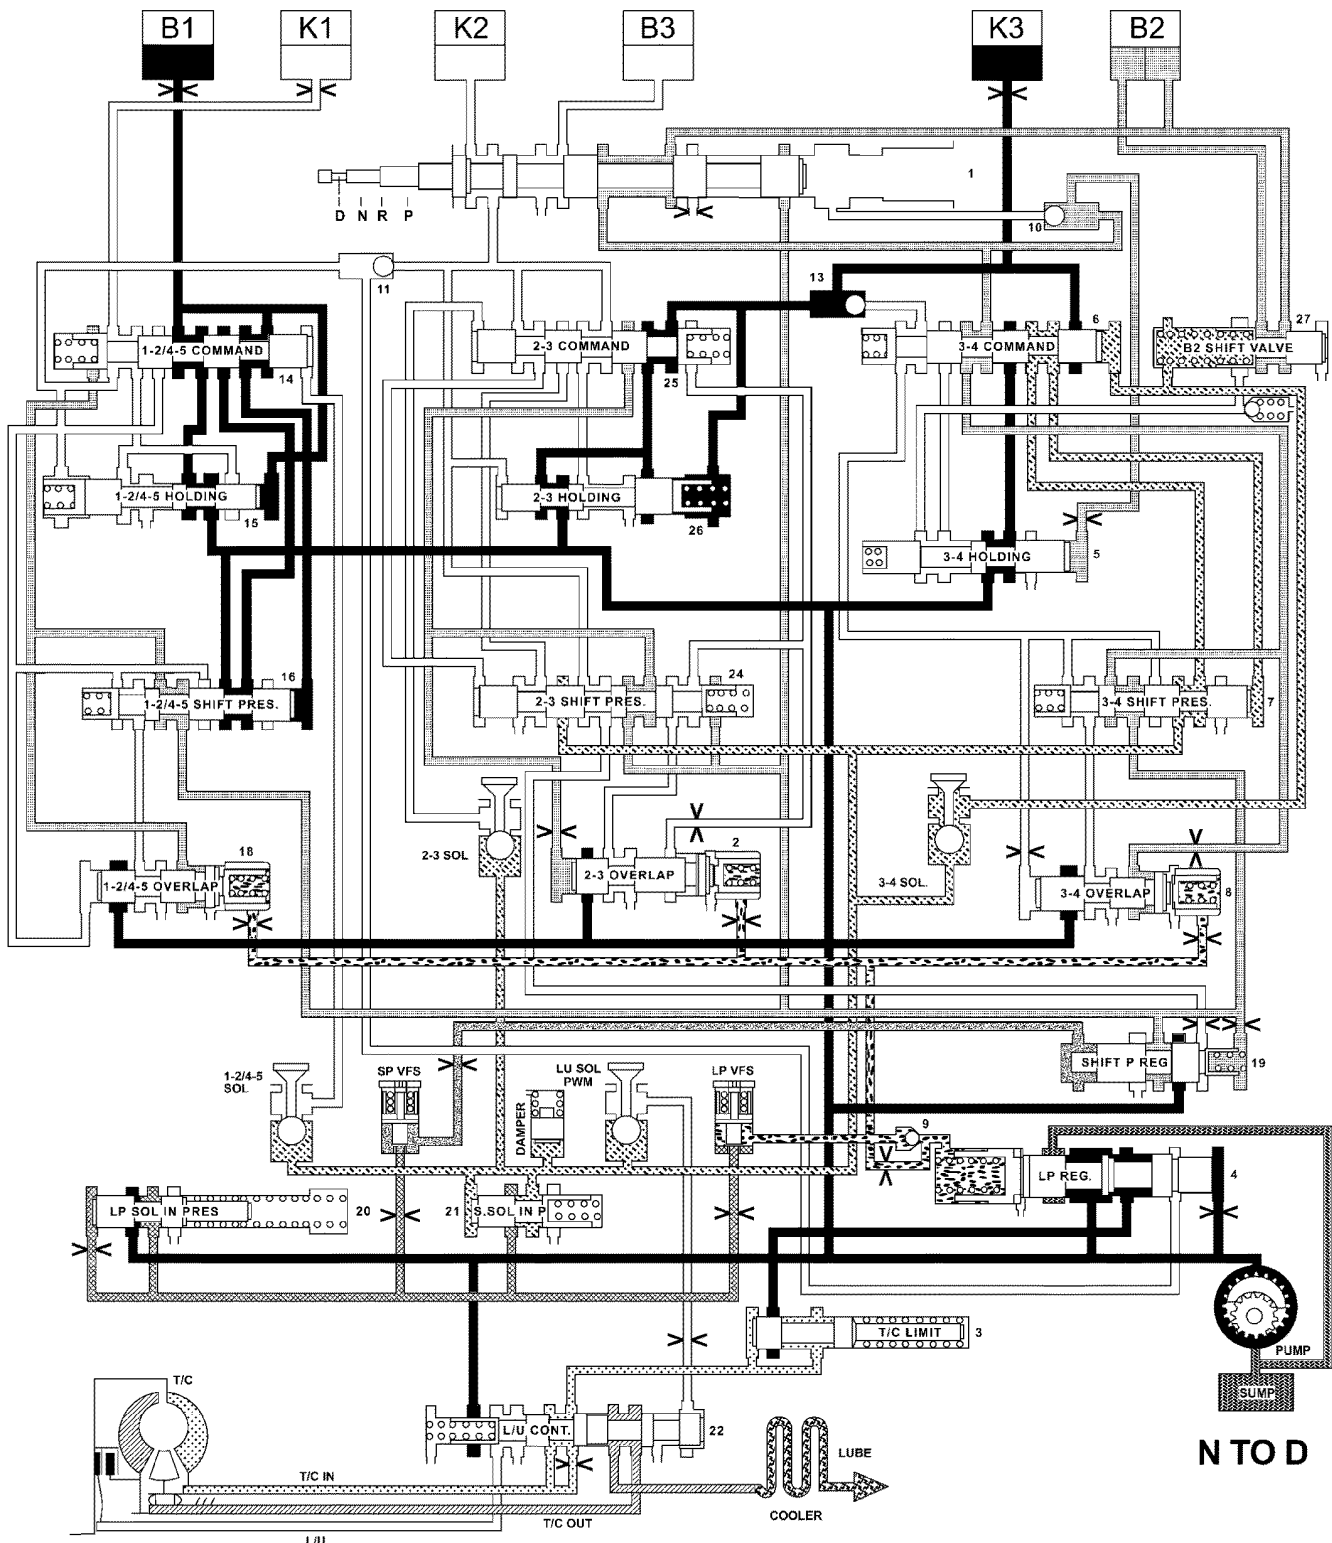 B1 K1 K2 B3 K3 B2
1
D N R P
10
11
13
6
27
1-2/4-5 COMMAND
2-3 COMMAND
3-4 COMMAND
B2 SHIFT VALVE
14
25
1-2/4-5 HOLDING
2-3 HOLDING
15
26
3-4 HOLDING
5
16
24
1-2/4-5 SHIFT PRES.
2-3 SHIFT PRES.
3-4 SHIFT PRES.
7
2-3 SOL
2
18
3-4 SOL.
1-2/4-5 OVERLAP
2-3 OVERLAP
3-4 OVERLAP
8
SHIFT P REG
19
1-2/4-5
SOL
SP VFS
LU SOL
PWM
LP VFS
DAMPER
9
LP REG.
4
LP SOL IN PRES
20
21
S.SOL IN P
T/C LIMIT
3
PUMP
SUMP
T/C
L/U CONT.
22
LUBE
N TO D
T/C IN
COOLER
T/C OUT
L/U